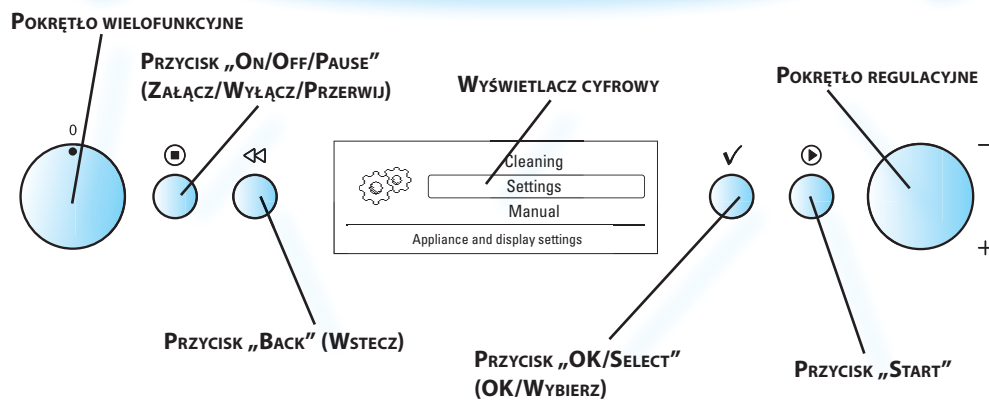 Pokrętło wielofunkcyjne
Przycisk „On/Off/Pause”
(Załącz/Wyłącz/Przerwij)
Wyświetlacz cyfrowy
Pokrętło regulacyjne
0
Cleaning
Settings
Manual
Appliance and display settings
–
+
Przycisk „Back” (Wstecz)
Przycisk „OK/Select”
(OK/Wybierz)
Przycisk „Start”